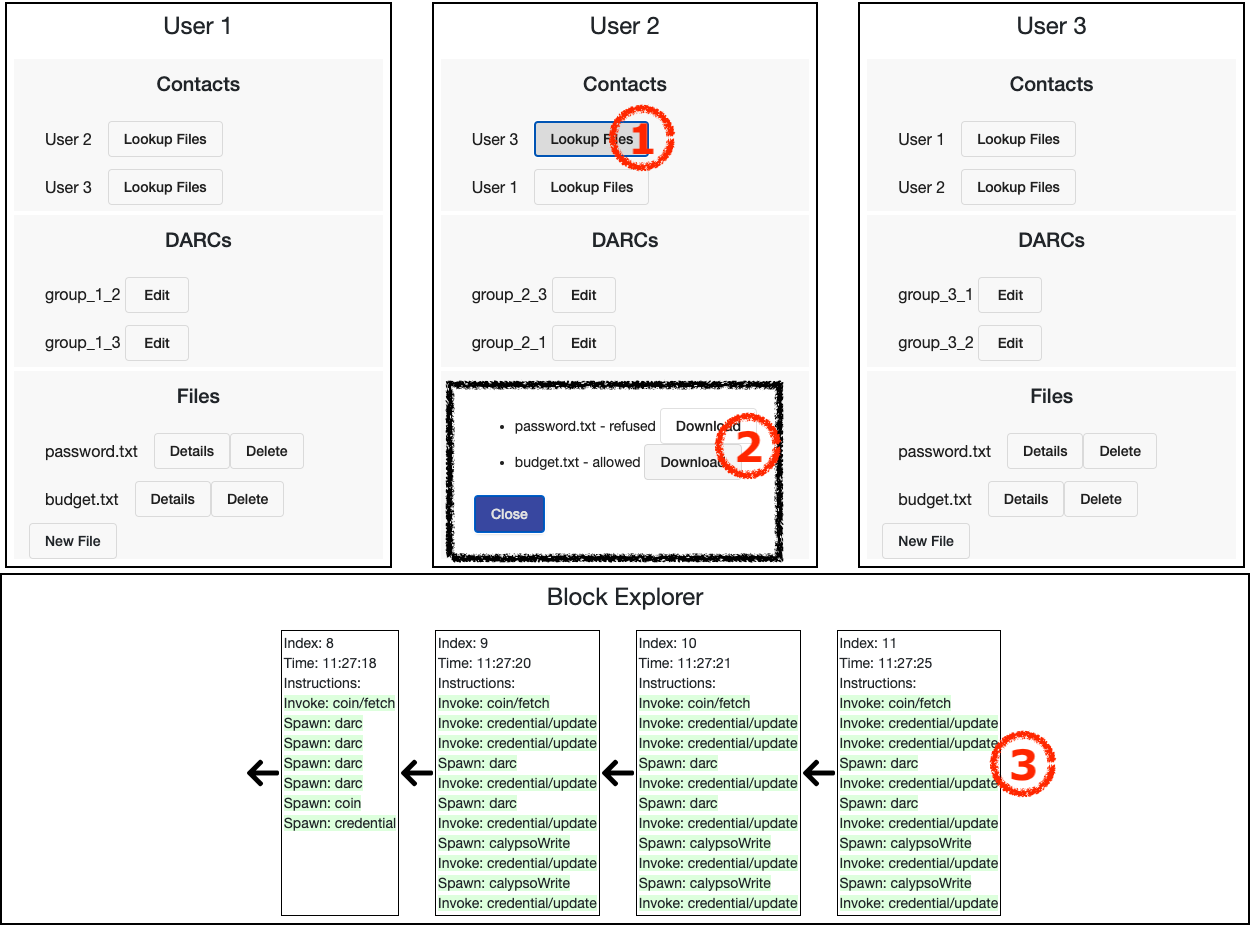 User 1
Contacts
User 2 Lookup Files
User 3 Lookup Files
DARCs
group_1_2 Edit
group_1_3 Edit
Files
password.txt Details Delete
budget.txt Details Delete
New File
User 2
Contacts
User 3 Lookup Files 1
User 1 Lookup Files
DARCs
group_2_3 Edit
group_2_1 Edit
• password.txt - refused Download
2
• budget.txt - allowed Download
Close
User 3
Contacts
User 1 Lookup Files
User 2 Lookup Files
DARCs
group_3_1 Edit
group_3_2 Edit
Files
password.txt Details Delete
budget.txt Details Delete
New File
Block Explorer
Index: 8
Time: 11:27:18
Instructions:
Invoke: coin/fetch
Spawn: darc
Spawn: darc
Spawn: darc
Spawn: darc
Spawn: coin
Spawn: credential
Index: 9
Time: 11:27:20
Instructions:
Invoke: coin/fetch
Invoke: credential/update
Invoke: credential/update
Spawn: darc
Invoke: credential/update
Spawn: darc
Invoke: credential/update
Spawn: calypsoWrite
Invoke: credential/update
Spawn: calypsoWrite
Invoke: credential/update
Index: 10
Time: 11:27:21
Instructions:
Invoke: coin/fetch
Invoke: credential/update
Invoke: credential/update
Spawn: darc
Invoke: credential/update
Spawn: darc
Invoke: credential/update
Spawn: calypsoWrite
Invoke: credential/update
Spawn: calypsoWrite
Invoke: credential/update
Index: 11
Time: 11:27:25
Instructions:
Invoke: coin/fetch
Invoke: credential/update
Invoke: credential/update
Spawn: darc
Invoke: credential/update
Spawn: darc
Invoke: credential/update
Spawn: calypsoWrite
Invoke: credential/update
Spawn: calypsoWrite
Invoke: credential/update
3